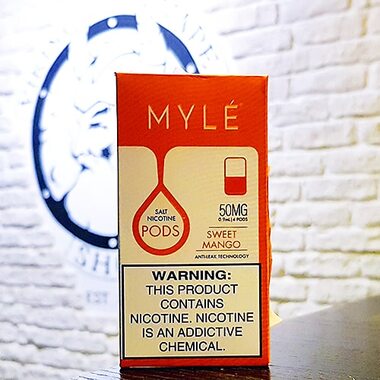 MYLÉ
SALT
NICOTINE
PODS
50MG
0.9mL | 4 PODS
SWEET
MANGO
ANTI-LEAK TECHNOLOGY
WARNING:
THIS PRODUCT
CONTAINS
NICOTINE. NICOTINE
IS AN ADDICTIVE
CHEMICAL.
EST